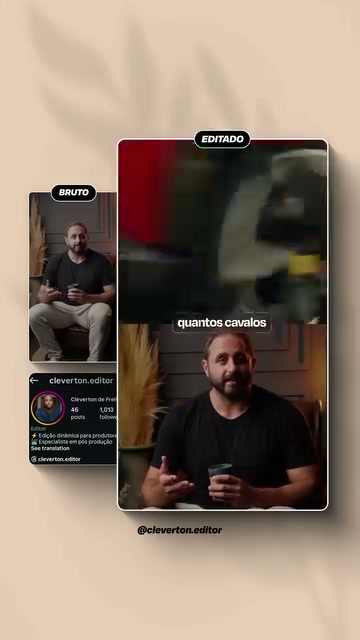 EDITADO
BRUTO
quantos cavalos
cleverton.editor
Cleverton de Frei
46
1,013
posts
followe
Editor
⚡ Edição dinâmica para produtore
Especialista em pós produção
See translation
cleverton.editor
@cleverton.editor